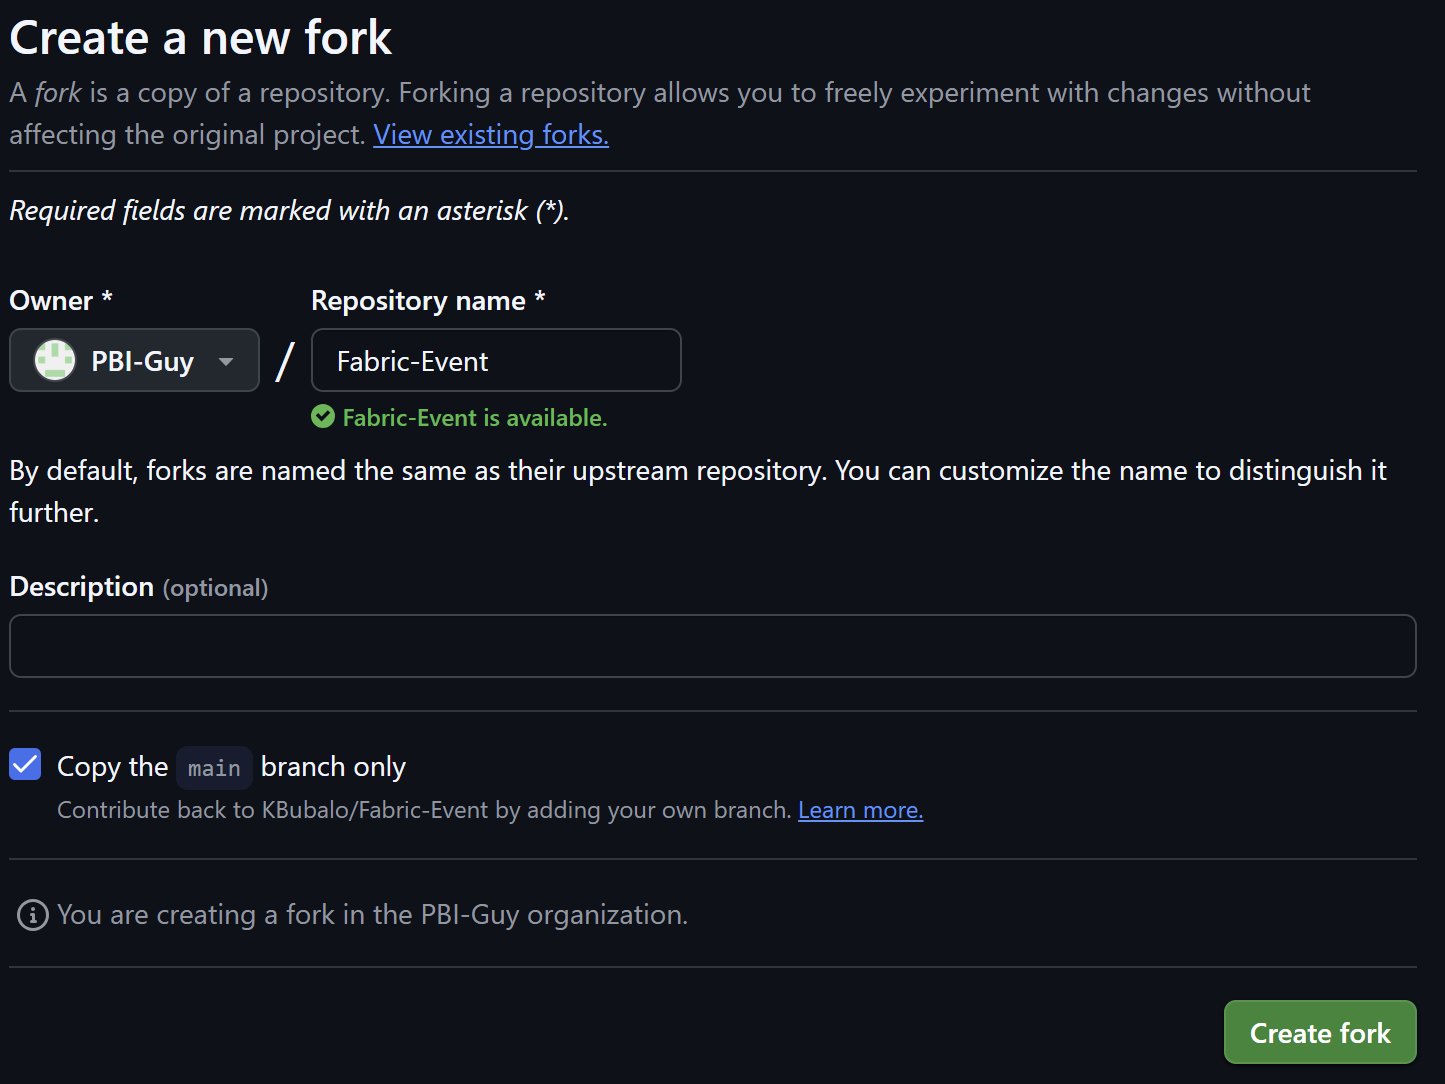 Create a new fork
A fork is a copy of a repository. Forking a repository allows you to freely experiment with changes without
affecting the original project. View existing forks.
Required fields are marked with an asterisk (*).
Owner * Repository name *
PBI-Guy / Fabric-Event
Fabric-Event is available.
By default, forks are named the same as their upstream repository. You can customize the name to distinguish it
further.
Description (optional)
Copy the main branch only
Contribute back to KBubalo/Fabric-Event by adding your own branch. Learn more.
You are creating a fork in the PBI-Guy organization.
Create fork